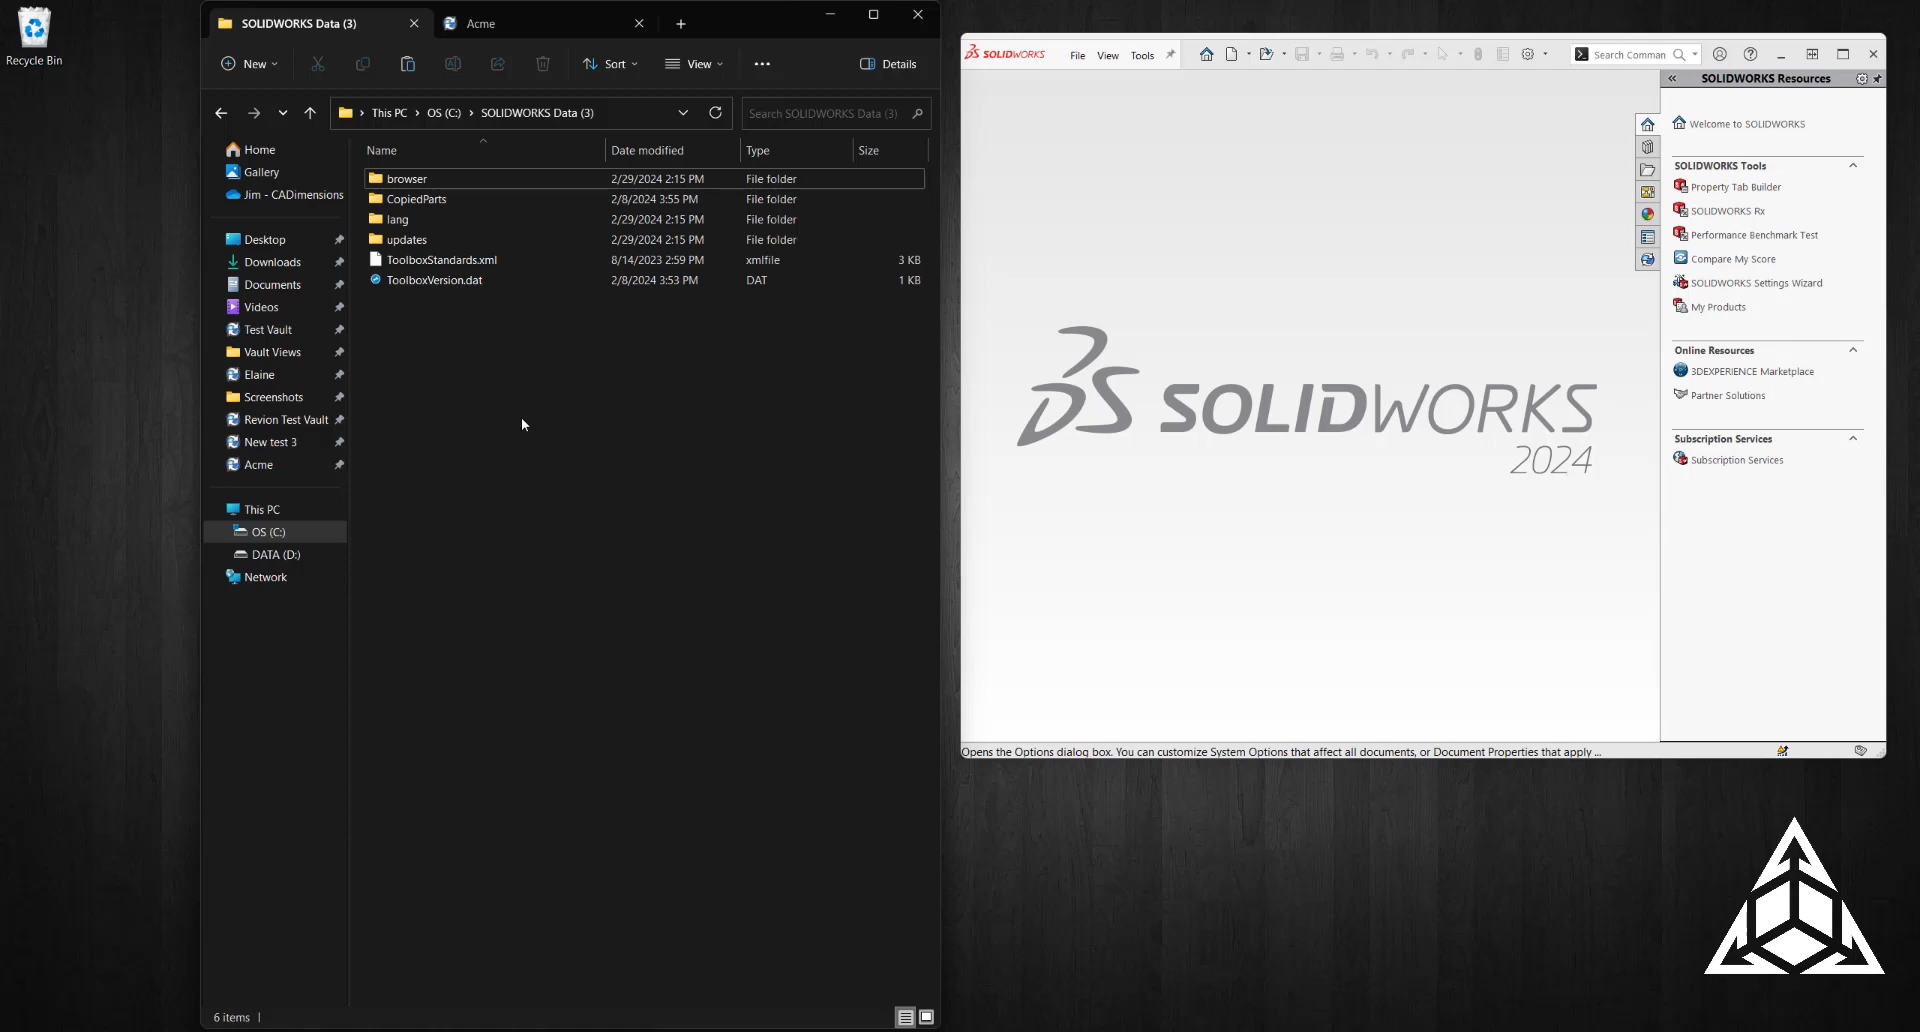 Recycle Bin
SOLIDWORKS Data (3)
Acme
New
Sort
View
Details
This PC > OS (C:) > SOLIDWORKS Data (3)
Search SOLIDWORKS Data (3)
Home
Gallery
Jim - CADimensions
Desktop
Downloads
Documents
Videos
Test Vault
Vault Views
Elaine
Screenshots
Revion Test Vault
New test 3
Acme
This PC
OS (C:)
DATA (D:)
Network
Name Date modified Type Size
browser 2/29/2024 2:15 PM File folder
CopiedParts 2/8/2024 3:55 PM File folder
lang 2/29/2024 2:15 PM File folder
updates 2/29/2024 2:15 PM File folder
ToolboxStandards.xml 8/14/2023 2:59 PM xmlfile 3 KB
ToolboxVersion.dat 2/8/2024 3:53 PM DAT 1 KB
6 items
SOLIDWORKS File View Tools
Search Comman
SOLIDWORKS Resources
Welcome to SOLIDWORKS
SOLIDWORKS Tools
Property Tab Builder
SOLIDWORKS Rx
Performance Benchmark Test
Compare My Score
SOLIDWORKS Settings Wizard
My Products
Online Resources
3DEXPERIENCE Marketplace
Partner Solutions
Subscription Services
Subscription Services
SOLIDWORKS
2024
Opens the Options dialog box. You can customize System Options that affect all documents, or Document Properties that apply ...